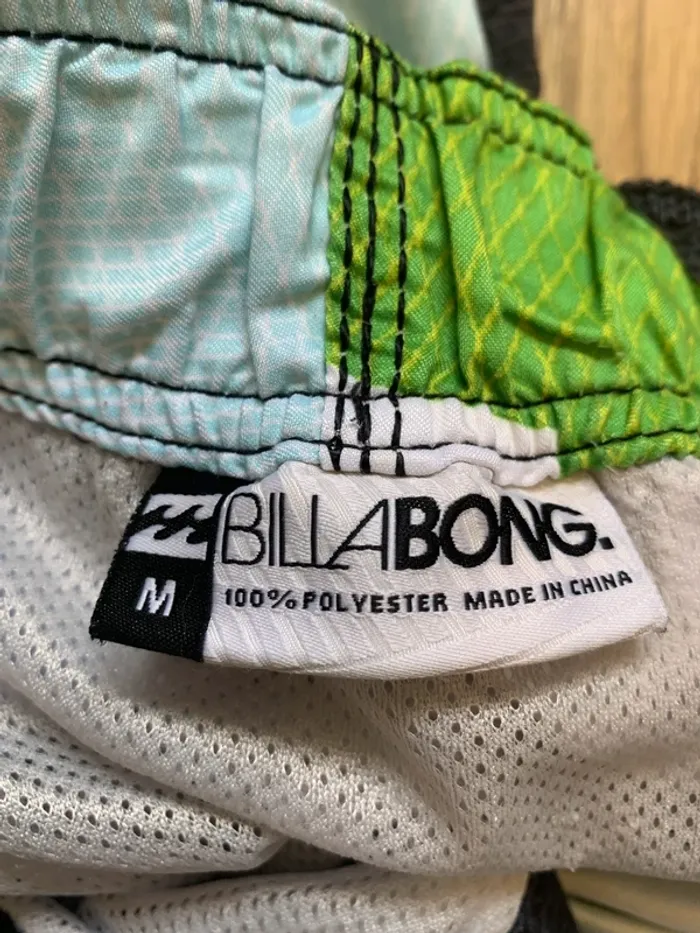 BILLABONG.
M
100% POLYESTER MADE IN CHINA